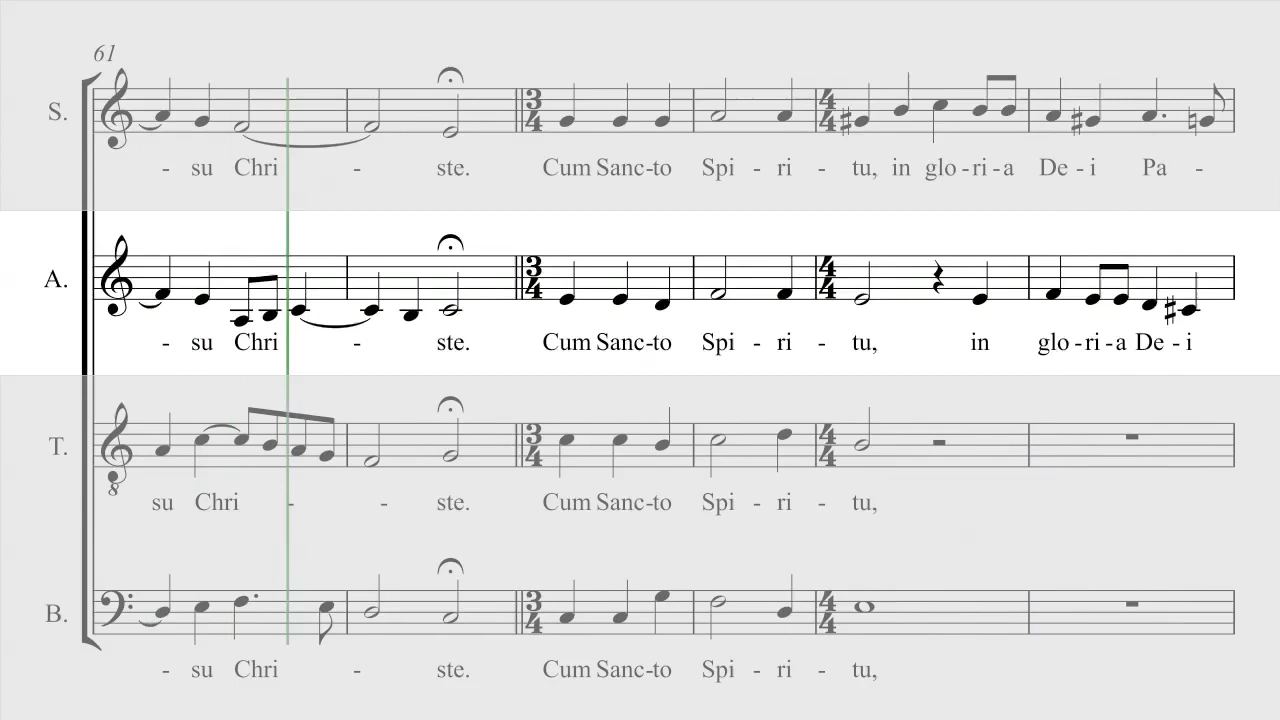 61
S.
- su Chri - ste. Cum Sanc-to Spi - ri - tu, in glo-ri-a De-i Pa -
A.
- su Chri - ste. Cum Sanc-to Spi - ri - tu, in glo-ri-a De-i
T.
su Chri - - ste. Cum Sanc-to Spi - ri - tu,
8
B.
- su Chri - ste. Cum Sanc-to Spi - ri - tu,